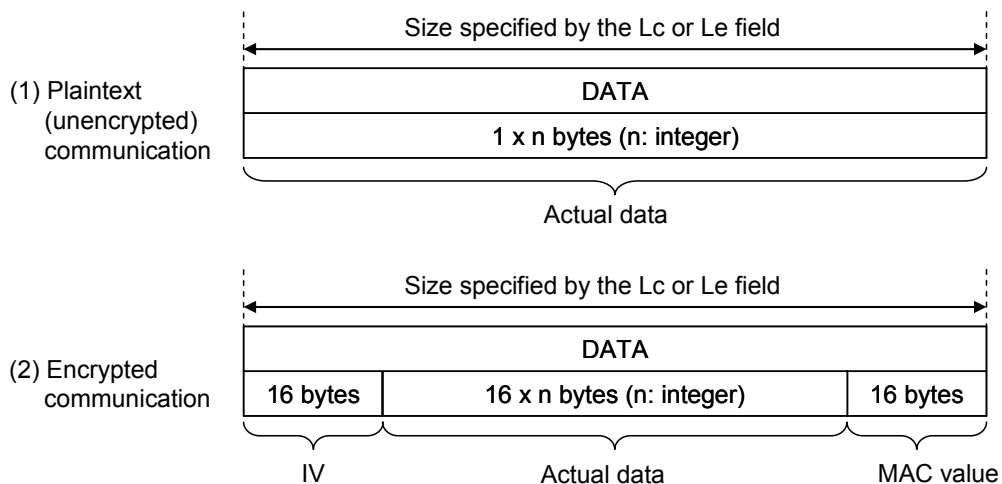 Size specified by the Lc or Le field
(1) Plaintext
(unencrypted)
communication
DATA
1 x n bytes (n: integer)
Actual data
Size specified by the Lc or Le field
(2) Encrypted
communication
DATA
16 bytes
16 x n bytes (n: integer)
16 bytes
IV
Actual data
MAC value